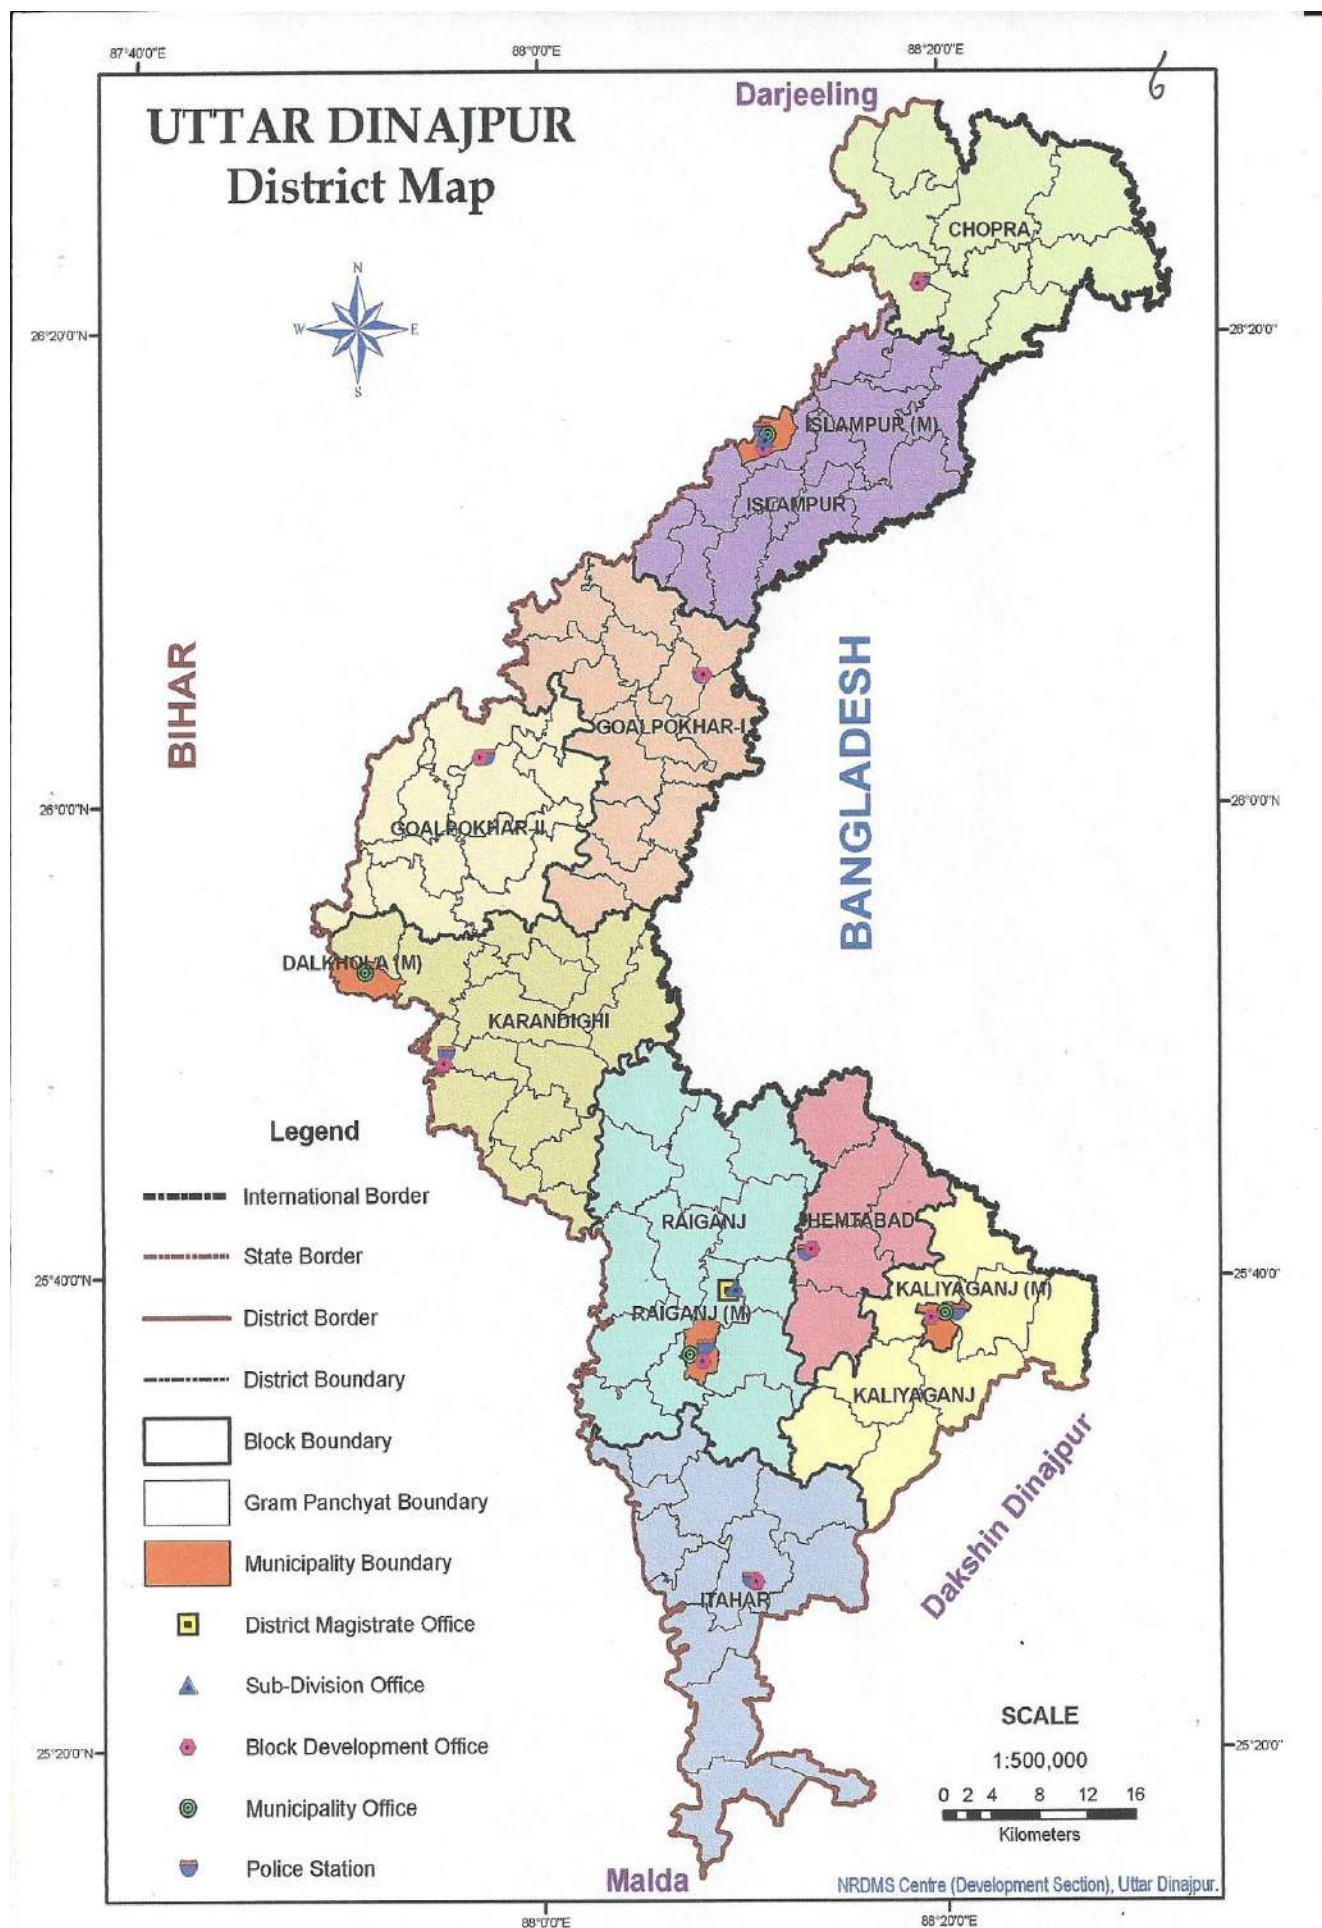 87°40'0"E
88°0'0"E
88°20'0"E
6
Darjeeling
UTTAR DINAJPUR
District Map
CHOPRA
N
W
E
S
26°20'0"N
26°20'0"
ISLAMPUR (M)
ISLAMPUR
BIHAR
BANGLADESH
GOALPOKHAR-I
26°0'0"N
26°0'0"N
GOALPOKHAR-II
DALKHOLA (M)
KARANDIGHI
Legend
International Border
State Border
District Border
District Boundary
Block Boundary
Gram Panchyat Boundary
Municipality Boundary
District Magistrate Office
Sub-Division Office
Block Development Office
Municipality Office
Police Station
RAIGANJ
HEMTABAD
25°40'0"N
25°40'0"
KALIYAGANJ (M)
RAIGANJ (M)
KALIYAGANJ
Dakshin Dinajpur
ITAHAR
SCALE
1:500,000
0 2 4 8 12 16
Kilometers
25°20'0"N
25°20'0"
Malda
NRDMS Centre (Development Section), Uttar Dinajpur.
88°0'0"E
88°20'0"E